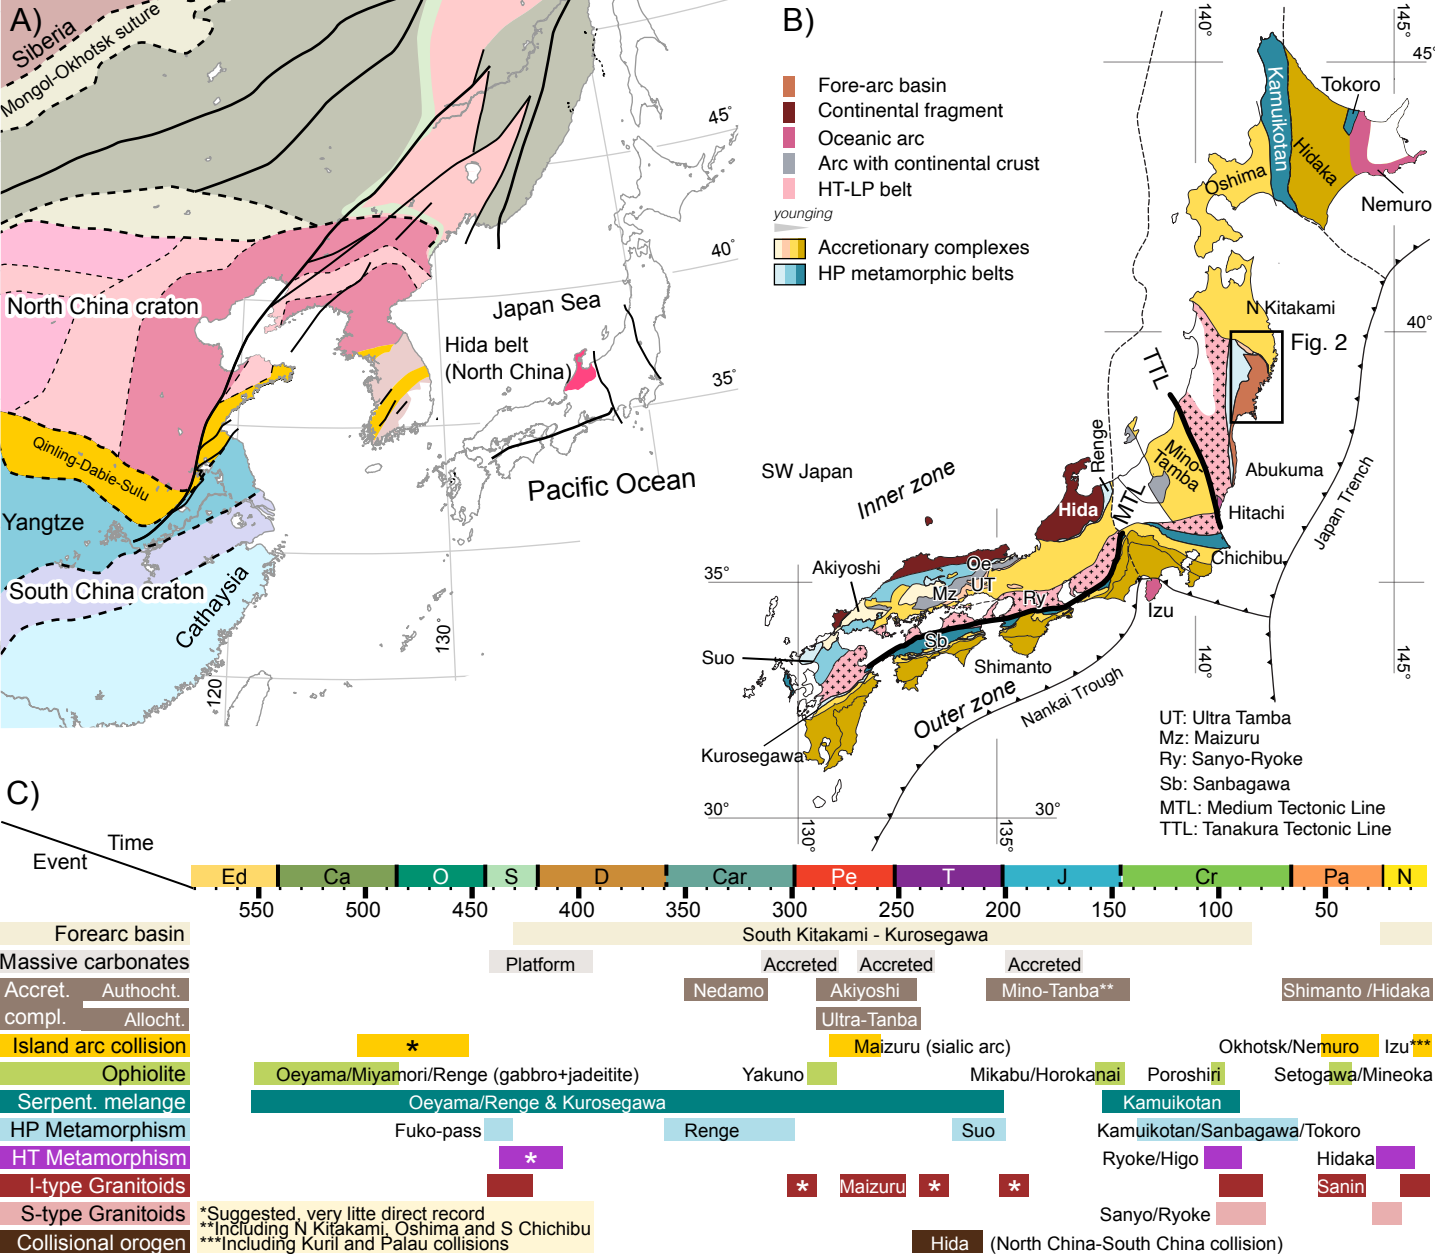 A)
Siberia
Mongol-Okhotsk suture
North China craton
Qinling-Dabie-Sulu
Yangtze
South China craton
Cathaysia
Japan Sea
Hida belt
(North China)
Pacific Ocean
45°
40°
35°
130°
120°
B)
Fore-arc basin
Continental fragment
Oceanic arc
Arc with continental crust
HT-LP belt
younging
Accretionary complexes
HP metamorphic belts
140°
145°
45°
Tokoro
Kamuikotan
Hidaka
Oshima
Nemuro
N Kitakami
40°
Fig. 2
TTL
Renge
Mino-
Tamba
Abukuma
SW Japan
Inner zone
Hida
MTL
Hitachi
Japan Trench
Chichibu
35°
Akiyoshi
Oe
UT
Mz
Ry
Izu
Sb
Suo
Shimanto
140°
145°
Outer zone
Nankai Trough
Kurosegawa
30°
30°
130°
135°
UT: Ultra Tamba
Mz: Maizuru
Ry: Sanyo-Ryoke
Sb: Sanbagawa
MTL: Medium Tectonic Line
TTL: Tanakura Tectonic Line
C)
Time
Event
Ed Ca O S D Car Pe T J Cr Pa N
550 500 450 400 350 300 250 200 150 100 50
Forearc basin South Kitakami - Kurosegawa
Massive carbonates Platform Accreted Accreted Accreted
Accret. Authocht. Nedamo Akiyoshi Mino-Tanba** Shimanto /Hidaka
compl. Allocht. Ultra-Tanba
Island arc collision * Maizuru (sialic arc) Okhotsk/Nemuro Izu***
Ophiolite Oeyama/Miyamori/Renge (gabbro+jadeitite) Yakuno Mikabu/Horokanai Poroshiri Setogawa/Mineoka
Serpent. melange Oeyama/Renge & Kurosegawa Kamuikotan
HP Metamorphism Fuko-pass Renge Suo Kamuikotan/Sanbagawa/Tokoro
HT Metamorphism * Ryoke/Higo Hidaka
I-type Granitoids * Maizuru * * Sanin
S-type Granitoids Sanyo/Ryoke
Collisional orogen Hida (North China-South China collision)
*Suggested, very litte direct record
**Including N Kitakami, Oshima and S Chichibu
***Including Kuril and Palau collisions